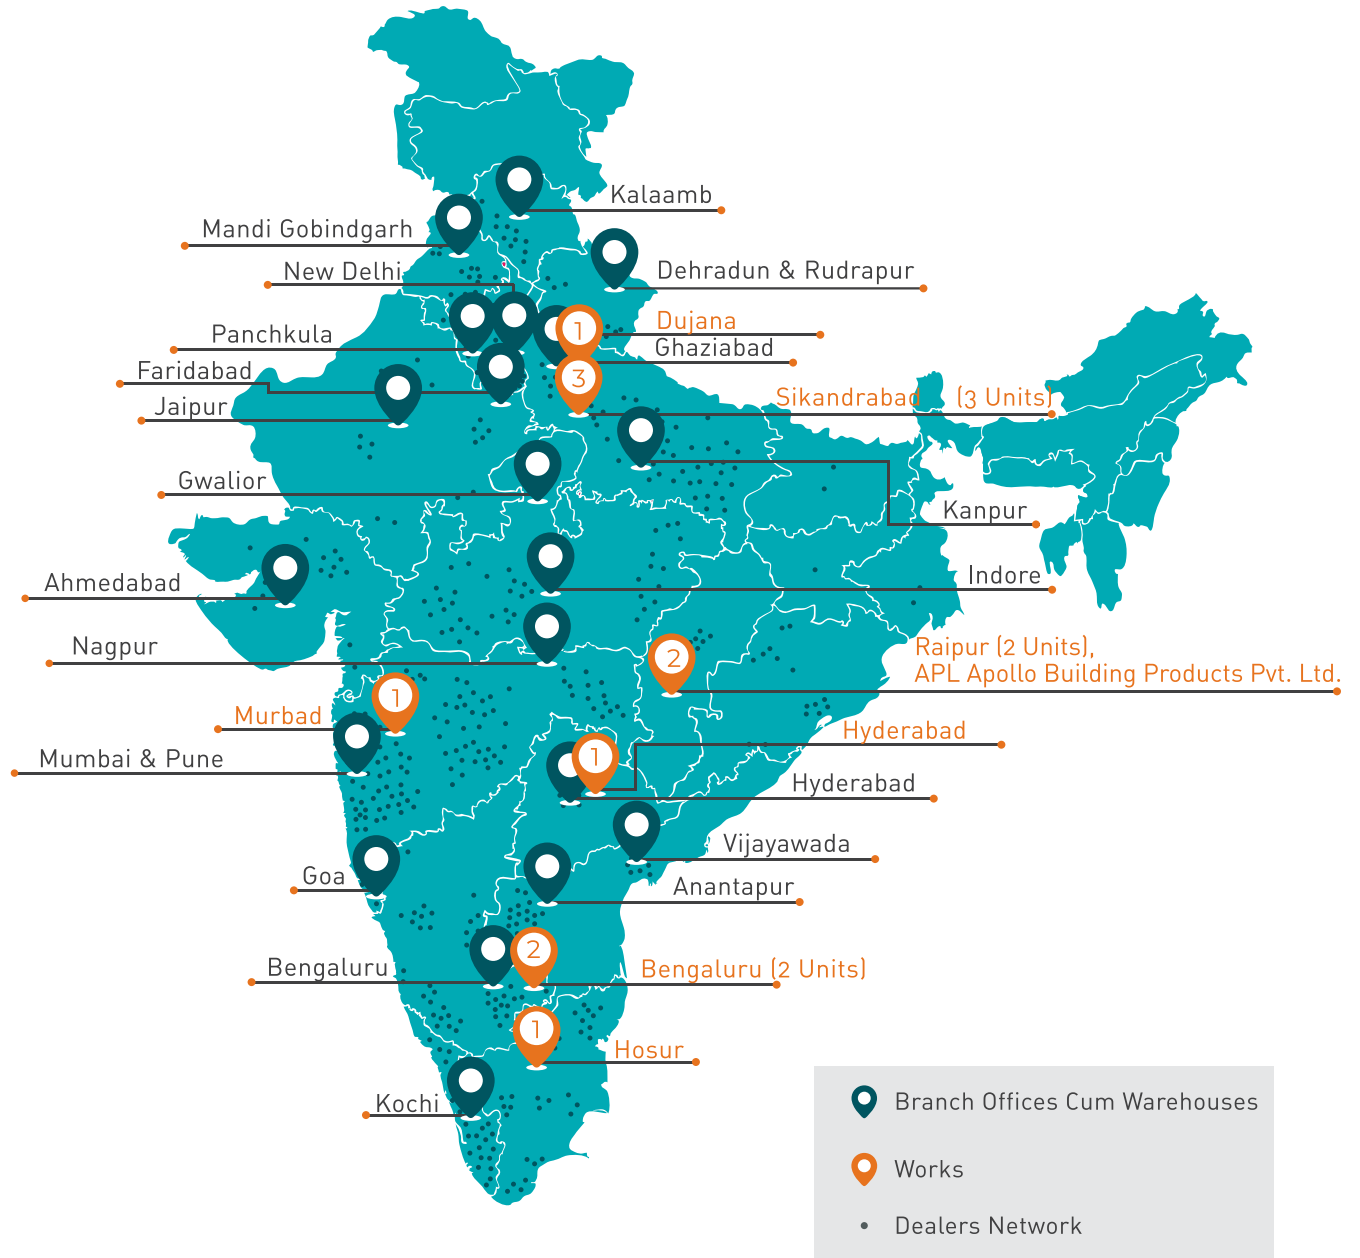 Kalaamb
Mandi Gobindgarh
New Delhi
Dehradun & Rudrapur
Panchkula
1
Dujana
Ghaziabad
Faridabad
3
Sikandrabad (3 Units)
Jaipur
Gwalior
Kanpur
Ahmedabad
Indore
Nagpur
2
Raipur (2 Units),
APL Apollo Building Products Pvt. Ltd.
1
Murbad
Hyderabad
Mumbai & Pune
1
Hyderabad
Vijayawada
Goa
Anantapur
Bengaluru
2
Bengaluru (2 Units)
1
Hosur
Kochi
Branch Offices Cum Warehouses
Works
Dealers Network